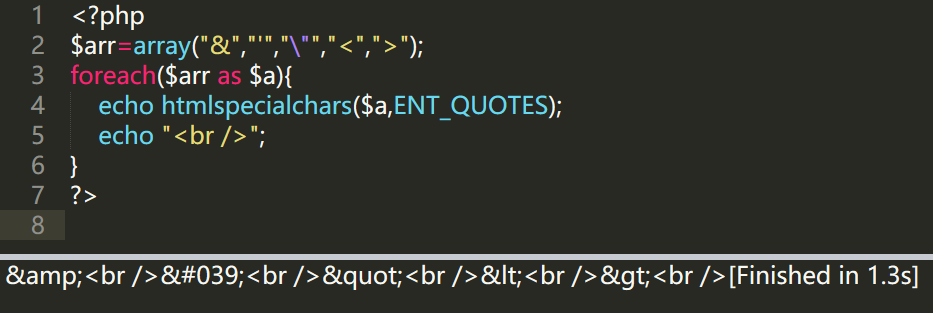 1 <?php
2 $arr=array("&","'","\"","<",">");
3 foreach($arr as $a){
4 echo htmlspecialchars($a,ENT_QUOTES);
5 echo "<br />";
6 }
7 ?>
8
&amp;<br />&#039;<br />&quot;<br />&lt;<br />&gt;<br />[Finished in 1.3s]